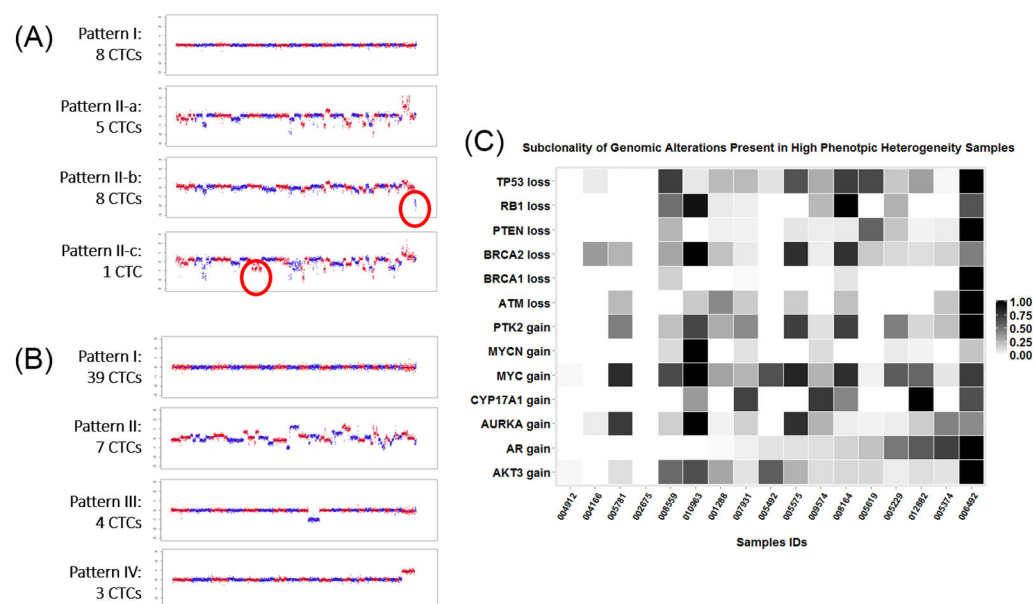 (A)
Pattern I:
8 CTCs
Pattern II-a:
5 CTCs
Pattern II-b:
8 CTCs
Pattern II-c:
1 CTC
(B)
Pattern I:
39 CTCs
Pattern II:
7 CTCs
Pattern III:
4 CTCs
Pattern IV:
3 CTCs
(C)
Subclonality of Genomic Alterations Present in High Phenotpic Heterogeneity Samples
TP53 loss
RB1 loss
PTEN loss
BRCA2 loss
BRCA1 loss
ATM loss
PTK2 gain
MYCN gain
MYC gain
CYP17A1 gain
AURKA gain
AR gain
AKT3 gain
1.00
0.75
0.50
0.25
0.00
004912
004166
005781
002675
008559
010963
001288
007931
005492
005575
009574
008164
005619
005229
012882
005374
006492
Samples IDs